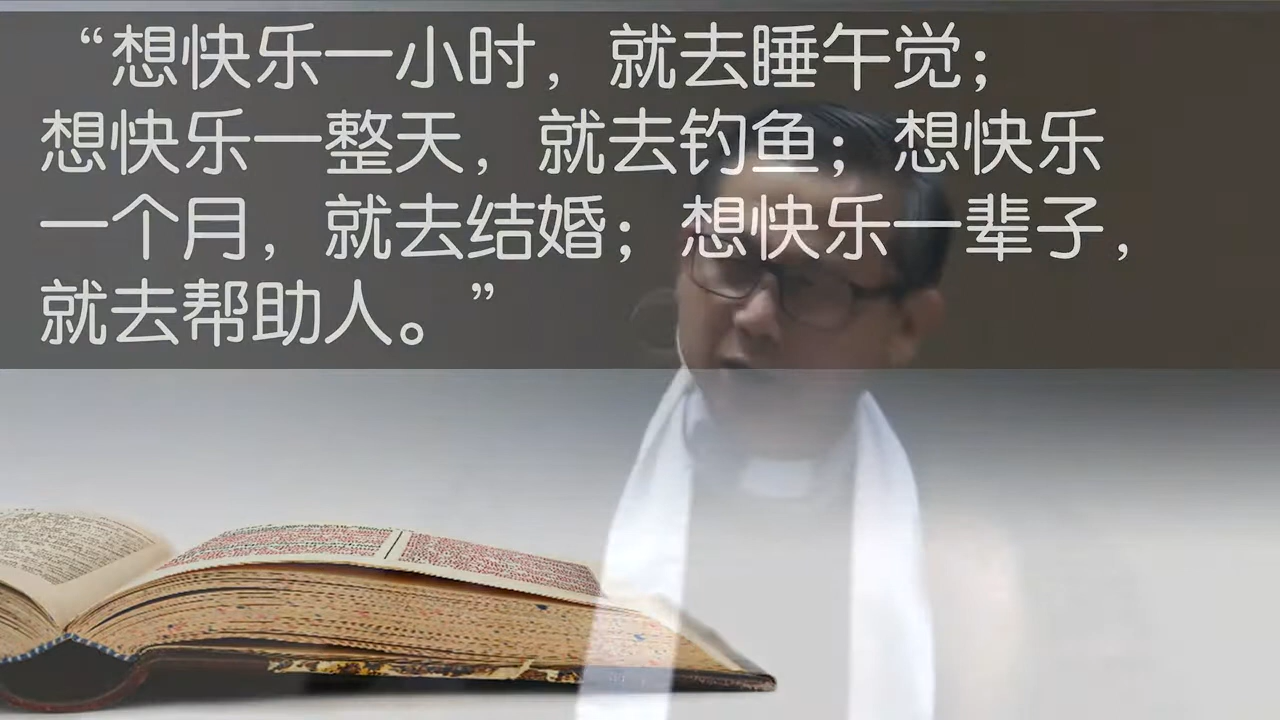 “想快乐一小时，就去睡午觉；
想快乐一整天，就去钓鱼；想快乐
一个月，就去结婚；想快乐一辈子，
就去帮助人。”